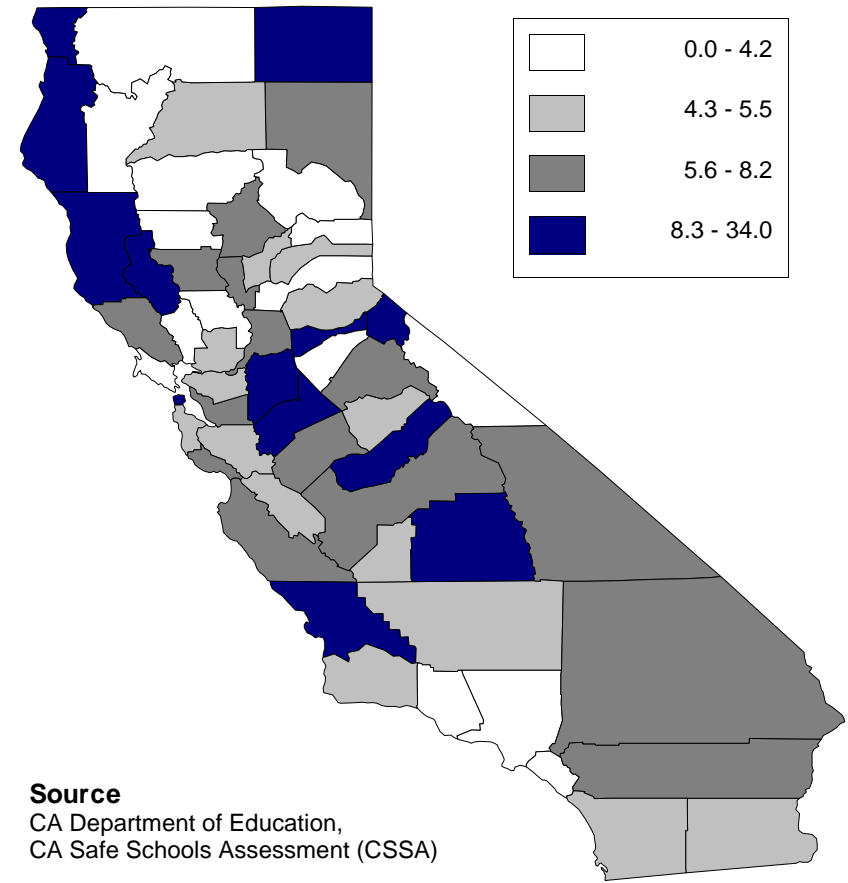 0.0 - 4.2
4.3 - 5.5
5.6 - 8.2
8.3 - 34.0
Source
CA Department of Education,
CA Safe Schools Assessment (CSSA)